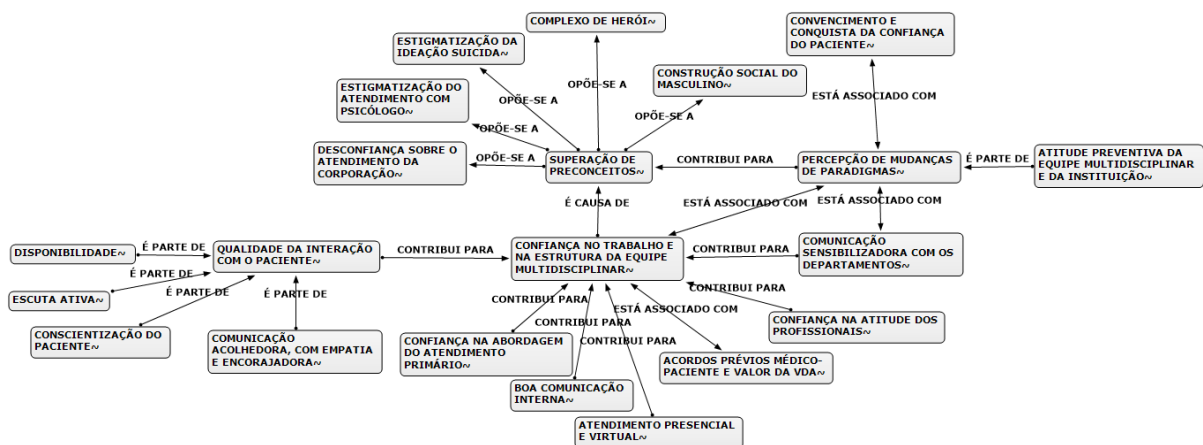 COMPLEXO DE HERÓI~
CONVENCIMENTO E
CONQUISTA DA CONFIANÇA
DO PACIENTE~
ESTIGMATIZAÇÃO DA
IDEAÇÃO SUICIDA~
CONSTRUÇÃO SOCIAL DO
MASCULINO~
ESTIGMATIZAÇÃO DO
ATENDIMENTO COM
PSICÓLOGO~
OPÕE-SE A
OPÕE-SE A
OPÕE-SE A
OPÕE-SE A
ESTÁ ASSOCIADO COM
DESCONFIANÇA SOBRE O
ATENDIMENTO DA
CORPORAÇÃO~
OPÕE-SE A
SUPERAÇÃO DE
PRECONCEITOS~
CONTRIBUI PARA
PERCEPÇÃO DE MUDANÇAS
DE PARADIGMAS~
É PARTE DE
ATITUDE PREVENTIVA DA
EQUIPE MULTIDISCIPLINAR
E DA INSTITUIÇÃO~
É CAUSA DE
ESTÁ ASSOCIADO COM
ESTÁ ASSOCIADO COM
DISPONIBILIDADE~
É PARTE DE
QUALIDADE DA INTERAÇÃO
COM O PACIENTE~
CONTRIBUI PARA
CONFIANÇA NO TRABALHO E
NA ESTRUTURA DA EQUIPE
MULTIDISCIPLINAR~
CONTRIBUI PARA
COMUNICAÇÃO
SENSIBILIZADORA COM OS
DEPARTAMENTOS~
ESCUTA ATIVA~
É PARTE DE
É PARTE DE
É PARTE DE
CONTRIBUI PARA
ESTÁ ASSOCIADO COM
CONTRIBUI PARA
CONSCIENTIZAÇÃO DO
PACIENTE~
COMUNICAÇÃO
ACOLHEDORA, COM EMPATIA
E ENCORAJADORA~
CONFIANÇA NA ABORDAGEM
DO ATENDIMENTO
PRIMÁRIO~
CONTRIBUI PARA
CONTRIBUI PARA
CONFIANÇA NA ATITUDE DOS
PROFISSIONAIS~
ACORDOS PRÉVIOS MÉDICO-
PACIENTE E VALOR DA VDA~
BOA COMUNICAÇÃO
INTERNA~
ATENDIMENTO PRESENCIAL
E VIRTUAL~